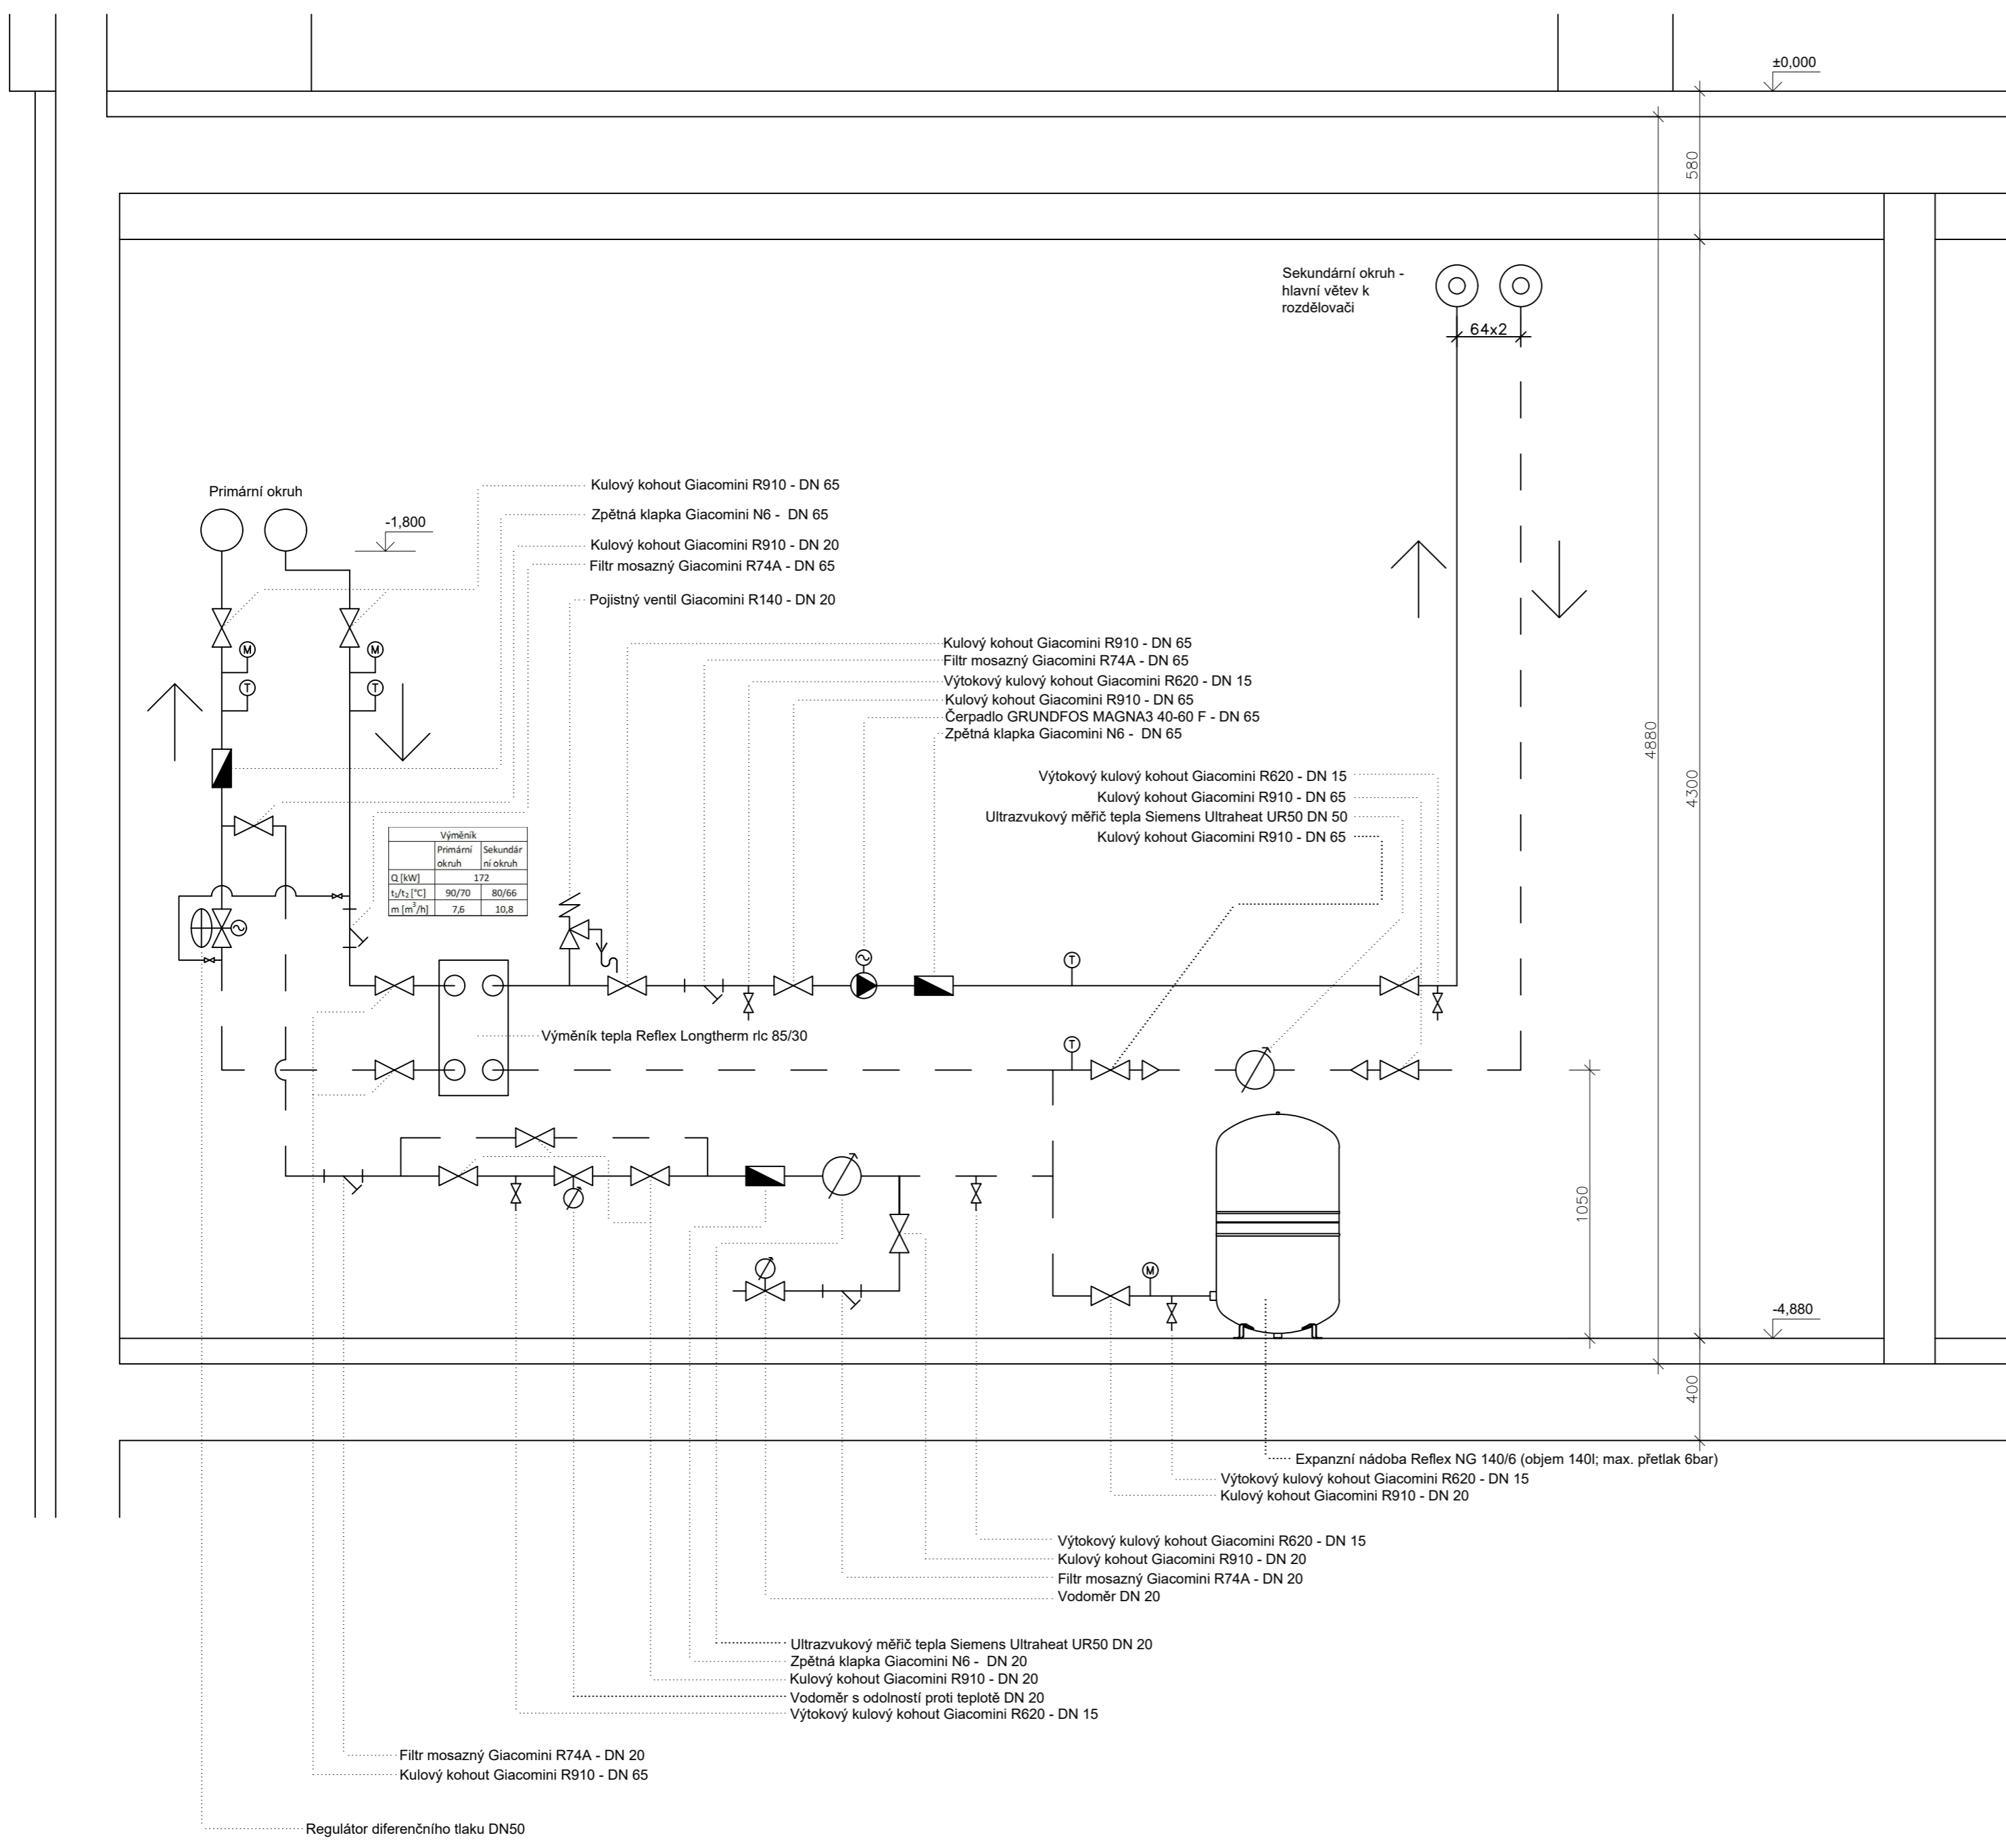 ±0,000
580
Sekundární okruh -
hlavní větev k
rozdělovači
64x2
Primární okruh
-1,800
Kulový kohout Giacomini R910 - DN 65
Zpětná klapka Giacomini N6 - DN 65
Kulový kohout Giacomini R910 - DN 20
Filtr mosazný Giacomini R74A - DN 65
Pojistný ventil Giacomini R140 - DN 20
Kulový kohout Giacomini R910 - DN 65
Filtr mosazný Giacomini R74A - DN 65
Výtokový kulový kohout Giacomini R620 - DN 15
Kulový kohout Giacomini R910 - DN 65
Čerpadlo GRUNDFOS MAGNA3 40-60 F - DN 65
Zpětná klapka Giacomini N6 - DN 65
M
M
T
T
4880
4300
Výtokový kulový kohout Giacomini R620 - DN 15
Kulový kohout Giacomini R910 - DN 65
Ultrazvukový měřič tepla Siemens Ultraheat UR50 DN 50
Kulový kohout Giacomini R910 - DN 65
Výměník
Primární okruh Sekundár ní okruh
Q [kW] 172
t₁/t₂ [°C] 90/70 80/66
m [m³/h] 7,6 10,8
T
Výměník tepla Reflex Longtherm rlc 85/30
T
1050
M
-4,880
400
Expanzní nádoba Reflex NG 140/6 (objem 140l; max. přetlak 6bar)
Výtokový kulový kohout Giacomini R620 - DN 15
Kulový kohout Giacomini R910 - DN 20
Výtokový kulový kohout Giacomini R620 - DN 15
Kulový kohout Giacomini R910 - DN 20
Filtr mosazný Giacomini R74A - DN 20
Vodoměr DN 20
Ultrazvukový měřič tepla Siemens Ultraheat UR50 DN 20
Zpětná klapka Giacomini N6 - DN 20
Kulový kohout Giacomini R910 - DN 20
Vodoměr s odolností proti teplotě DN 20
Výtokový kulový kohout Giacomini R620 - DN 15
Filtr mosazný Giacomini R74A - DN 20
Kulový kohout Giacomini R910 - DN 65
Regulátor diferenčního tlaku DN50